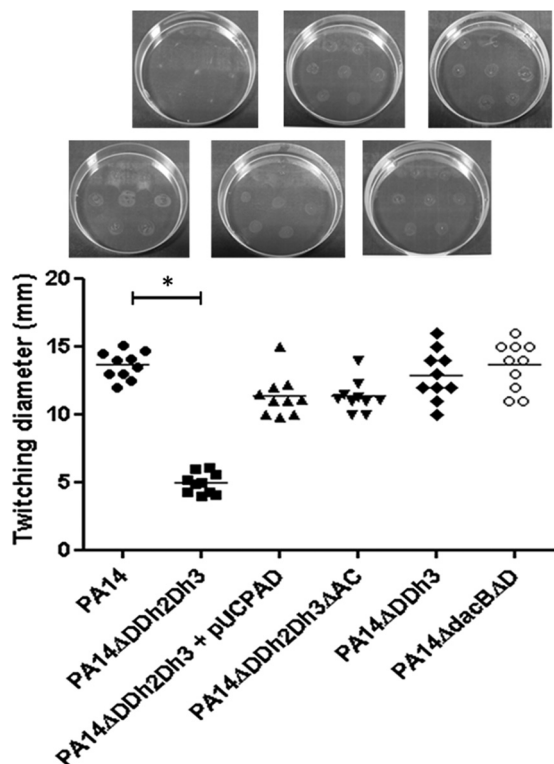 20
*
15
10
5
0
Twitching diameter (mm)
PA14
PA14ΔDDh2Dh3
PA14ΔDDh2Dh3 + pUCPAD
PA14ΔDDh2Dh3ΔAC
PA14ΔDDh3
PA14ΔdacBΔD